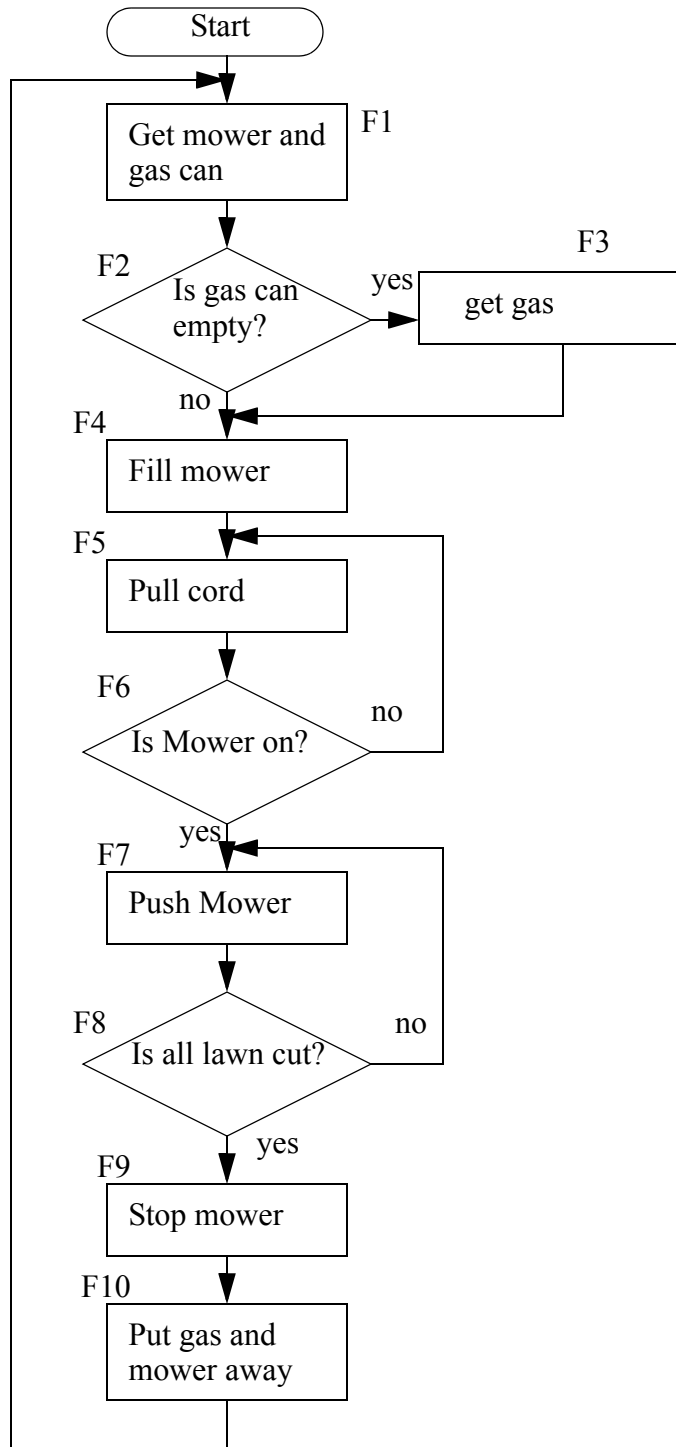 Start
Get mower and
gas can
F1
F2
Is gas can
empty?
yes
F3
get gas
no
F4
Fill mower
F5
Pull cord
F6
Is Mower on?
no
yes
F7
Push Mower
F8
Is all lawn cut?
no
yes
F9
Stop mower
F10
Put gas and
mower away